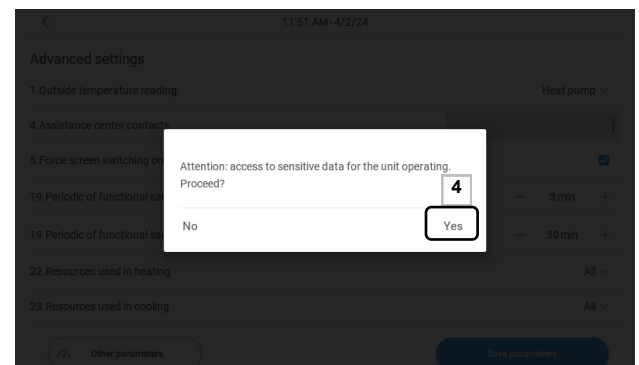 11:51 AM- 4/2/24
Advanced settings
1.Outside temperature reading
Heat pump
4.Assistance center contacts
5.Force screen switching on
Attention: access to sensitive data for the unit operating.
Proceed?
4
No
Yes
19.Periodic of functional sa
3 min
19.Periodic of functional sa
30 min
22.Resources used in heating
All
23.Resources used in cooling
All
Other parameters
Save parameters